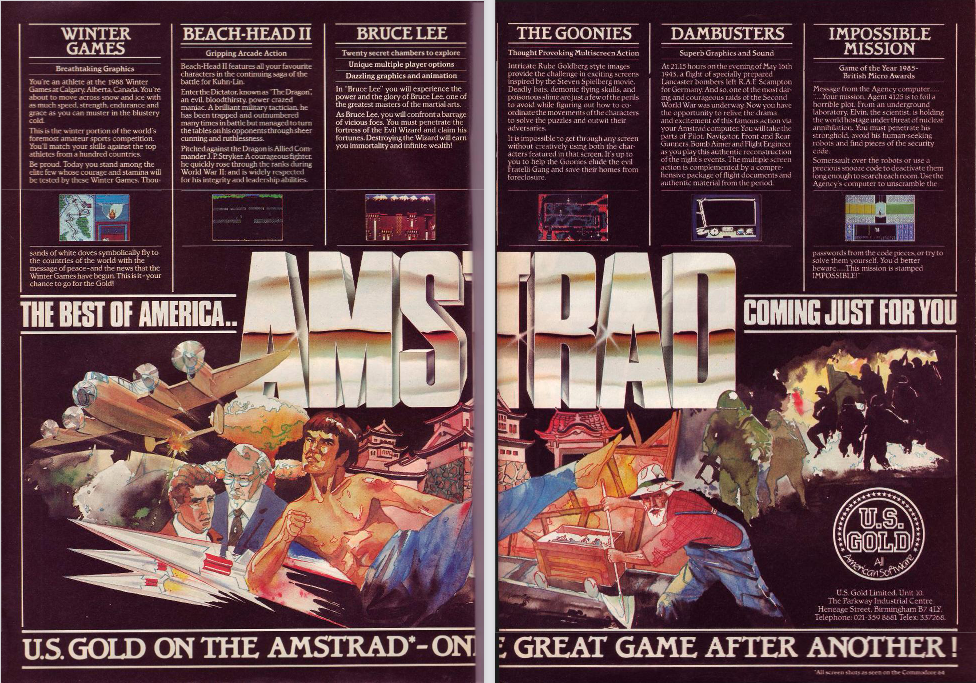 WINTER
GAMES
Breathtaking Graphics
You're an athlete at the 1988 Winter
Games at Calgary, Alberta, Canada. You're
about to move across snow and ice with
as much speed, strength, endurance and
grace as you can muster in the blustery
cold.
This is the winter portion of the world's
foremost amateur sports competition.
You'll match your skills against the top
athletes from a hundred countries.
Be proud. Today you stand among the
elite few whose courage and stamina will
be tested by these Winter Games. Thou-
sands of white doves symbolically fly to
the countries of the world with the
message of peace–and the news that the
Winter Games have begun. This is it–your
chance to go for the Gold!
BEACH-HEAD II
Gripping Arcade Action
Beach-Head II features all your favourite
characters in the continuing saga of the
battle for Kuhn-Lin.
Enter the Dictator, known as "The Dragon",
an evil, bloodthirsty, power crazed
maniac. A brilliant military tactician, he
has been trapped and outnumbered
many times in battle but managed to turn
the tables on his opponents through sheer
cunning and ruthlessness.
Pitched against the Dragon is Allied Com-
mander J. P. Stryker. A courageous fighter,
he quickly rose through the ranks during
World War II: and is widely respected
for his integrity and leadership abilities.
BRUCE LEE
Twenty secret chambers to explore
Unique multiple player options
Dazzling graphics and animation
In "Bruce Lee" you will experience the
power and the glory of Bruce Lee, one of
the greatest masters of the martial arts.
As Bruce Lee, you will confront a barrage
of vicious foes. You must penetrate the
fortress of the Evil Wizard and claim his
fortunes. Destroying the Wizard will earn
you immortality and infinite wealth!
THE GOONIES
Thought Provoking Multiscreen Action
Intricate Rube Goldberg style images
provide the challenge in exciting screens
inspired by the Steven Spielberg movie.
Deadly bats, demonic flying skulls, and
poisonous slime are just a few of the perils
to avoid while figuring out how to co-
ordinate the movements of the characters
to solve the puzzles and outwit their
adversaries.
It is impossible to get through any screen
without creatively using both the char-
acters featured in that screen. It's up to
you to help the Goonies elude the evil
Fratelli Gang and save their homes from
foreclosure.
DAMBUSTERS
Superb Graphics and Sound
At 21.15 hours on the evening of May 16th
1943, a flight of specially prepared
Lancaster bombers left R.A.F. Scampton
for Germany. And so, one of the most dar-
ing and courageous raids of the Second
World War was underway. Now you have
the opportunity to relive the drama
and excitement of this famous action via
your Amstrad Computer. You will take the
parts of Pilot, Navigator, Front and Rear
Gunners, Bomb Aimer and Flight Engineer
as you play this authentic reconstruction
of the night's events. The multiple screen
action is complemented by a compre-
hensive package of flight documents and
authentic material from the period.
IMPOSSIBLE
MISSION
Game of the Year 1985-
British Micro Awards
Message from the Agency computer....
"....Your mission, Agent 4125 is to foil a
horrible plot. From an underground
laboratory, Elvin, the scientist, is holding
the world hostage under threat of nuclear
annihilation. You must penetrate his
stronghold, avoid his human-seeking
robots and find pieces of the security
code.
Somersault over the robots or use a
precious snooze code to deactivate them
long enough to search each room. Use the
Agency's computer to unscramble the
passwords from the code pieces, or try to
solve them yourself. You'd better
beware.....This mission is stamped
IMPOSSIBLE!"
THE BEST OF AMERICA..
AMSTRAD
COMING JUST FOR YOU
U.S.
GOLD
All
American Software
U.S. Gold Limited, Unit 10,
The Parkway Industrial Centre,
Heneage Street, Birmingham B7 4LY.
Telephone: 021-359 8681 Telex: 337268.
U.S. GOLD ON THE AMSTRAD*–ON E GREAT GAME AFTER ANOTHER!
*All screen shots as seen on the Commodore 64